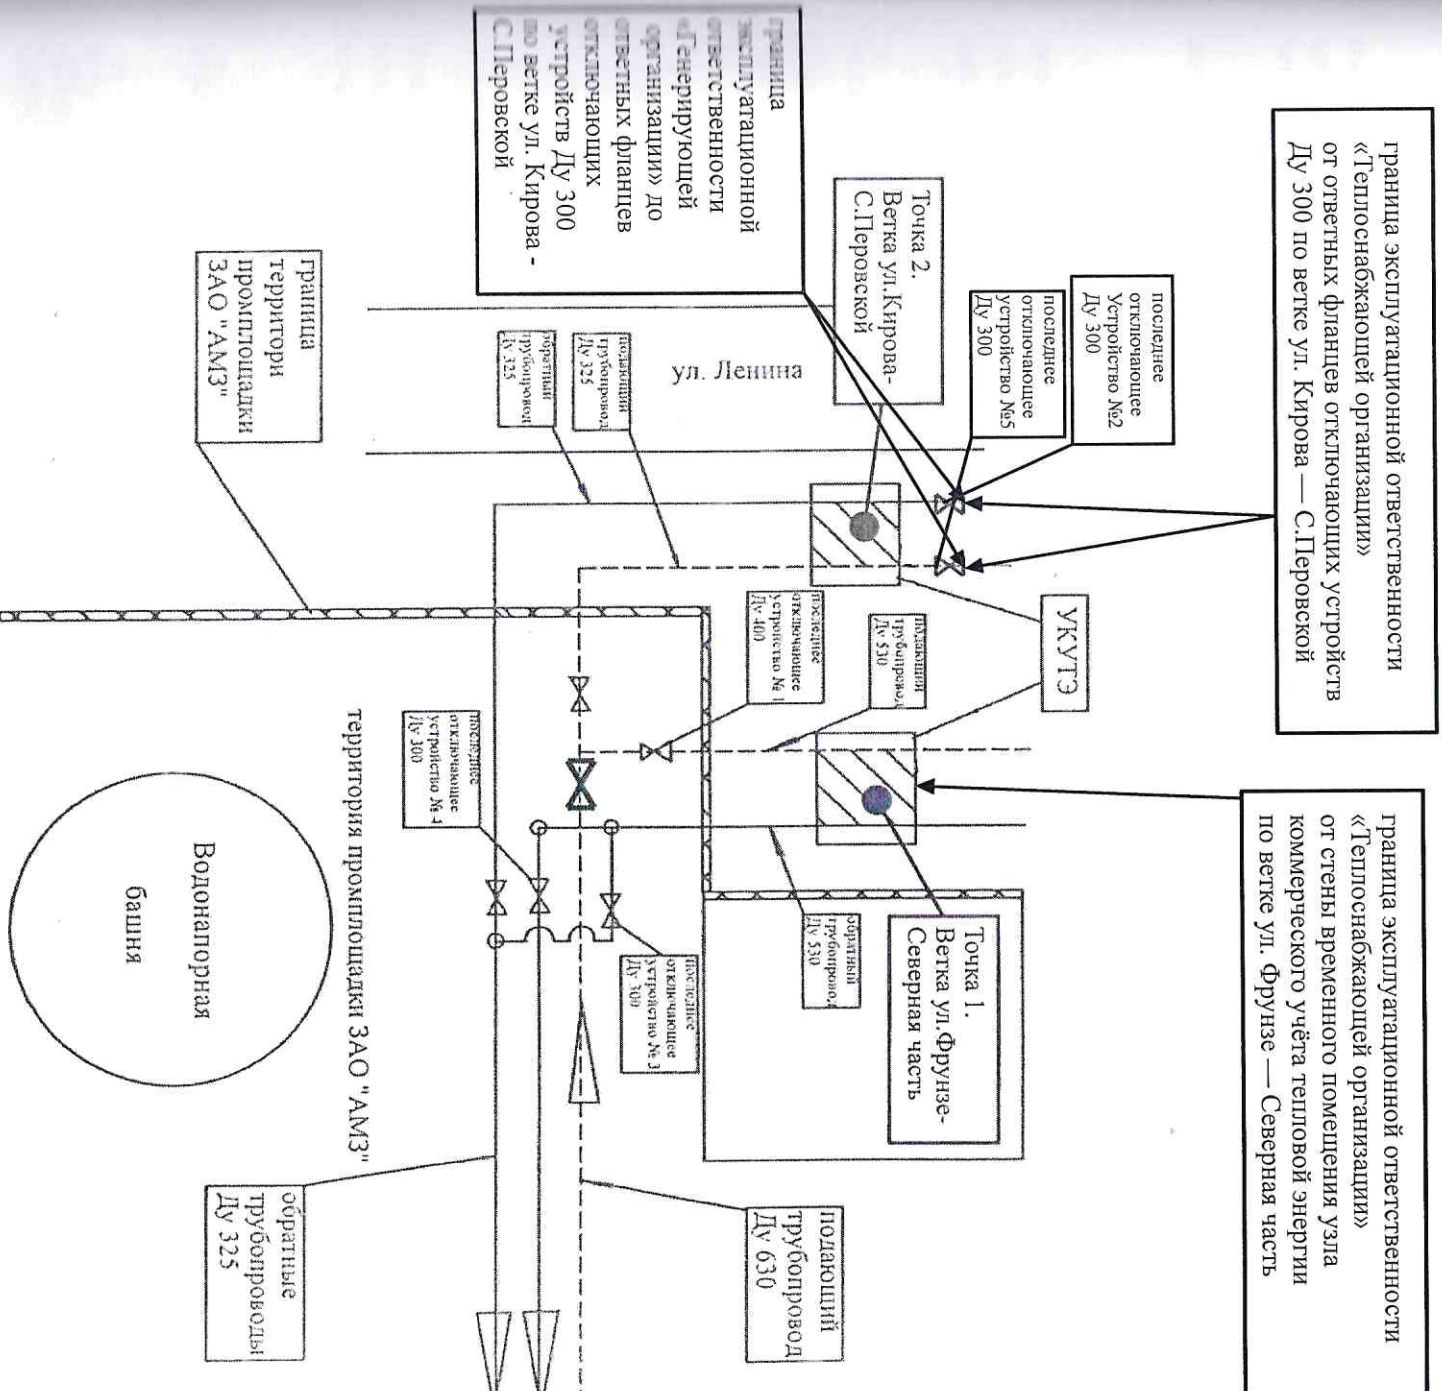 граница эксплуатационной ответственности
«Теплоснабжающей организации»
от ответных фланцев отключающих устройств
Ду 300 по ветке ул. Кирова — С.Перовской
граница эксплуатационной ответственности
«Теплоснабжающей организации»
от стены временного помещения узла
коммерческого учёта тепловой энергии
по ветке ул. Фрунзе — Северная часть
последнее
отключающее
Устройство №2
Ду 300
последнее
отключающее
устройство №5
Ду 300
УКУТЭ
Точка 2.
Ветка ул.Кирова-
С.Перовской
Точка 1.
Ветка ул.Фрунзе-
Северная часть
граница
эксплуатационной
ответственности
«Генерирующей
организации» до
ответных фланцев
отключающих
устройств Ду 300
по ветке ул. Кирова -
С.Перовской
ул. Ленина
подающий
трубопровод
Ду 325
обратный
трубопровод
Ду 325
подающий
трубопровод
Ду 530
последнее
отключающее
устройство № 1
Ду 400
обратный
трубопровод
Ду 530
последнее
отключающее
устройство № 3
Ду 300
последнее
отключающее
устройство № 4
Ду 300
подающий
трубопровод
Ду 630
граница
территори
промплощадки
ЗАО "АМЗ"
территория промплощадки ЗАО "АМЗ"
Водонапорная
башня
обратные
трубопроводы
Ду 325